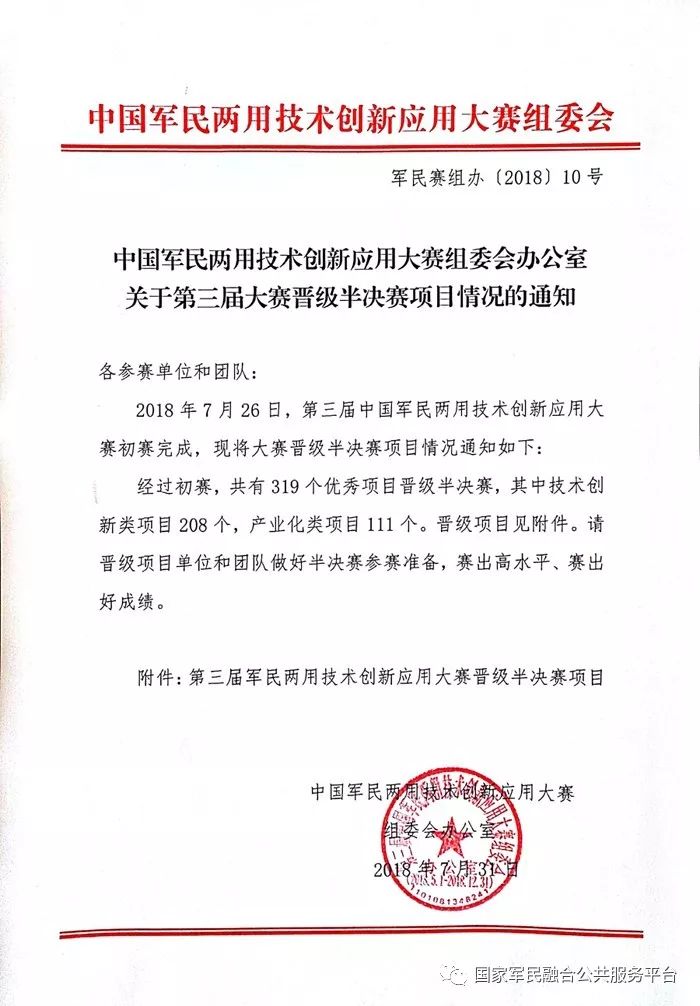 中国军民两用技术创新应用大赛组委会
军民赛组办〔2018〕10号
中国军民两用技术创新应用大赛组委会办公室
关于第三届大赛晋级半决赛项目情况的通知
各参赛单位和团队：
2018年7月26日，第三届中国军民两用技术创新应用大
赛初赛完成，现将大赛晋级半决赛项目情况通知如下：
经过初赛，共有319个优秀项目晋级半决赛，其中技术创
新类项目208个，产业化类项目111个。晋级项目见附件。请
晋级项目单位和团队做好半决赛参赛准备，赛出高水平、赛出
好成绩。
附件：第三届军民两用技术创新应用大赛晋级半决赛项目
中国军民两用技术创新应用大赛
组委会办公室
2018年7月31日
办公室
(2018.5.1-2018.12.31)
国家军民融合公共服务平台